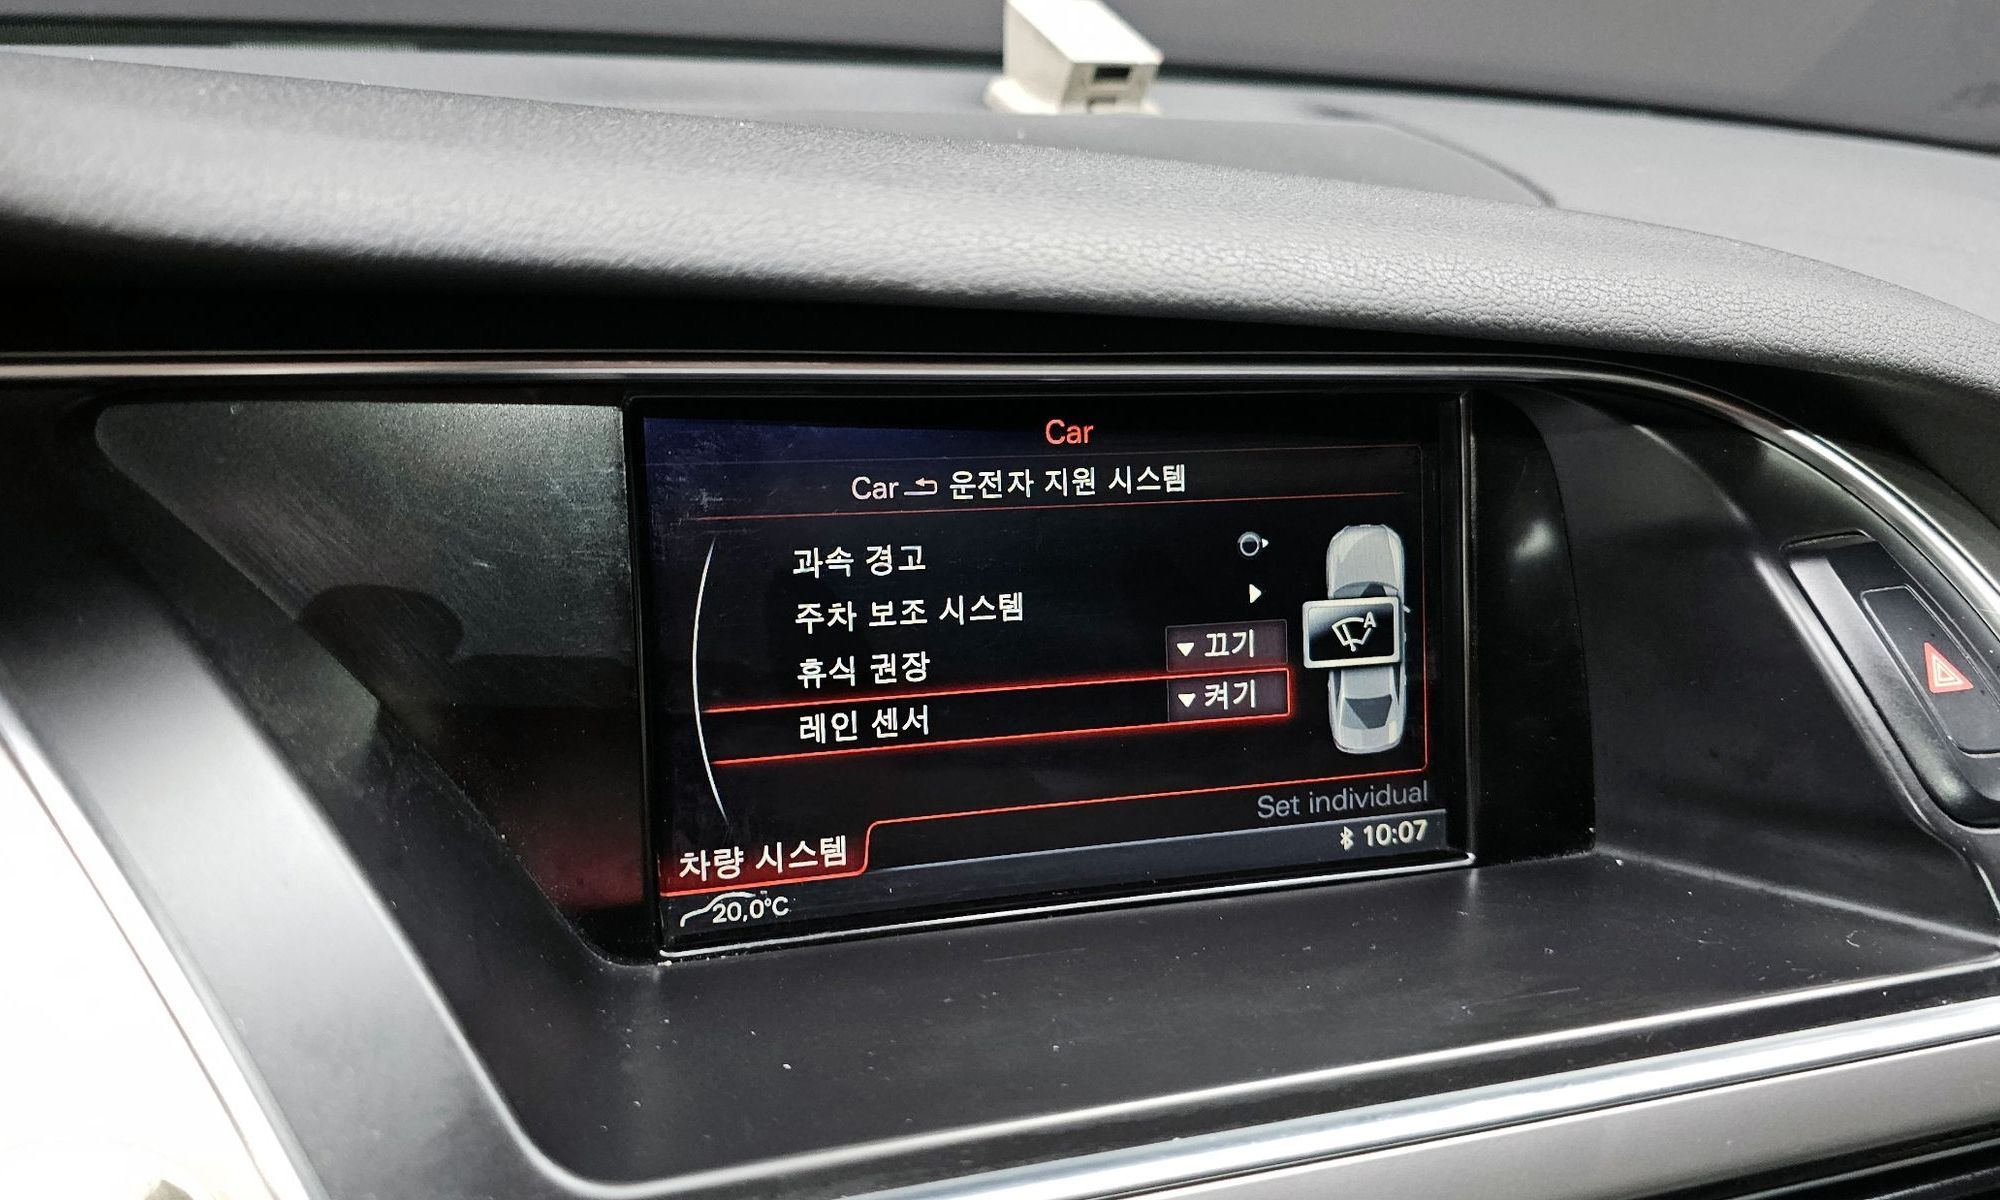 Car
Car 운전자 지원 시스템
과속 경고
주차 보조 시스템
휴식 권장 끄기
레인 센서 켜기
A
Set individual
차량 시스템
10:07
20,0°C